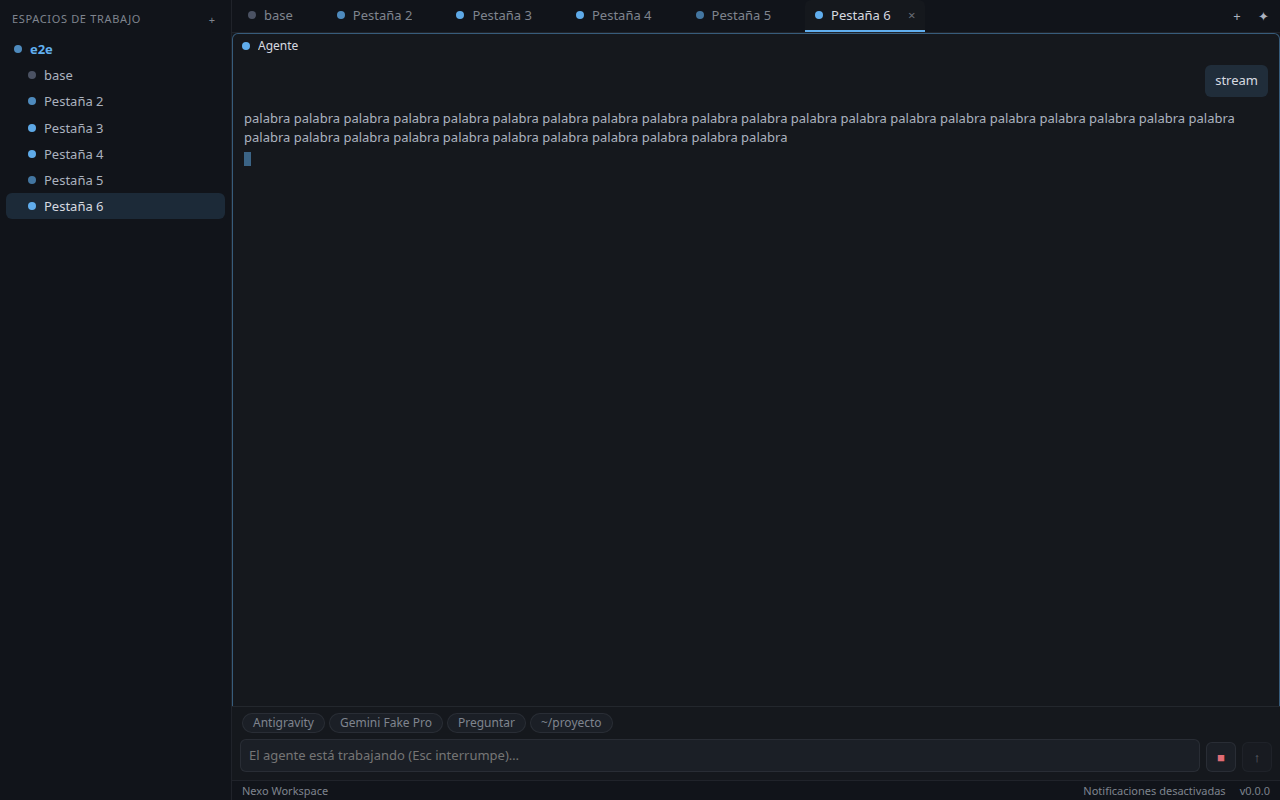 ESPACIOS DE TRABAJO +
e2e
base
Pestaña 2
Pestaña 3
Pestaña 4
Pestaña 5
Pestaña 6
base Pestaña 2 Pestaña 3 Pestaña 4 Pestaña 5 Pestaña 6 × + ✦
Agente
stream
palabra palabra palabra palabra palabra palabra palabra palabra palabra palabra palabra palabra palabra palabra palabra palabra palabra palabra palabra palabra
palabra palabra palabra palabra palabra palabra palabra palabra palabra palabra palabra
Antigravity Gemini Fake Pro Preguntar ~/proyecto
El agente está trabajando (Esc interrumpe)... ■ ↑
Nexo Workspace Notificaciones desactivadas v0.0.0